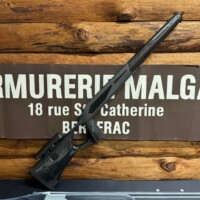 RMURERIE MALGA
18 rue St Catherine
BERGERAC